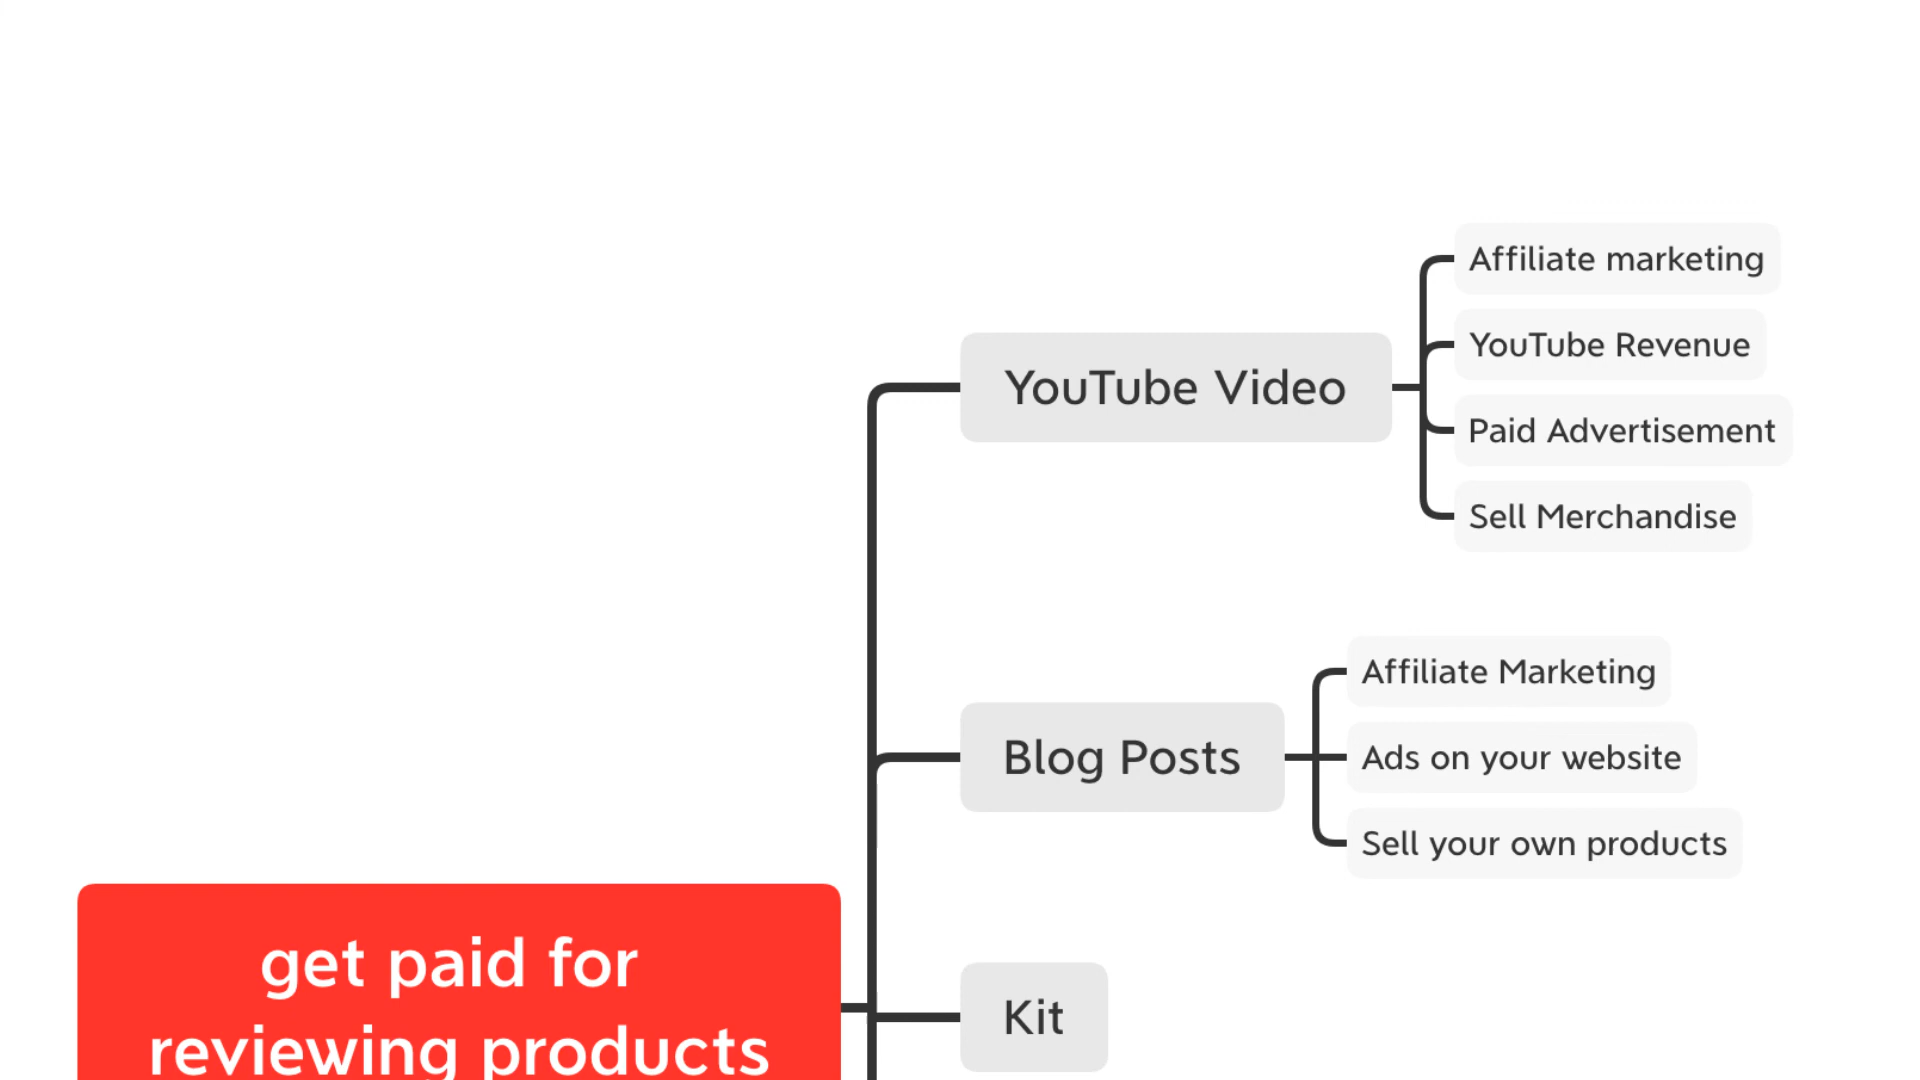 Affiliate marketing
YouTube Revenue
YouTube Video
Paid Advertisement
Sell Merchandise
Affiliate Marketing
Blog Posts
Ads on your website
Sell your own products
get paid for
reviewing products
Kit